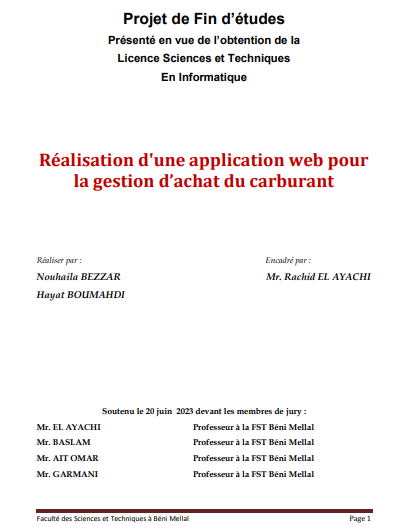 Projet de Fin d'études
Présenté en vue de l'obtention de la
Licence Sciences et Techniques
En Informatique
Réalisation d'une application web pour
la gestion d'achat du carburant
Réaliser par :
Encadré par :
Nouhaila BEZZAR
Mr. Rachid EL AYACHI
Hayat BOUMAHDI
Soutenu le 20 juin 2023 devant les membres de jury :
Mr. EL AYACHI Professeur à la FST Béni Mellal
Mr. BASLAM Professeur à la FST Béni Mellal
Mr. AIT OMAR Professeur à la FST Béni Mellal
Mr. GARMANI Professeur à la FST Béni Mellal
Faculté des Sciences et Techniques à Béni Mellal Page 1